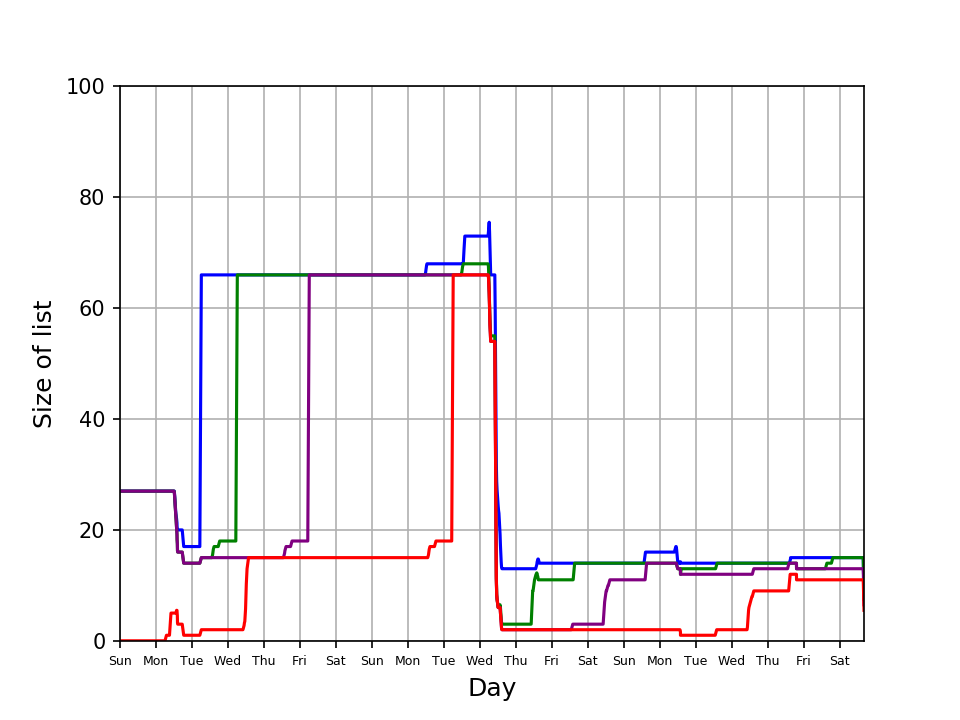 100
80
60
40
20
0
Size of list
Sun Mon Tue Wed Thu Fri Sat Sun Mon Tue Wed Thu Fri Sat Sun Mon Tue Wed Thu Fri Sat
Day